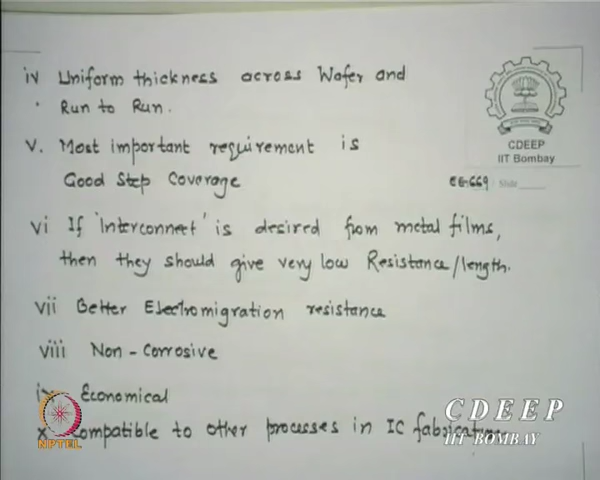 iv Uniform thickness across Wafer and
Run to Run.
v. Most important requirement is
Good Step Coverage
CDEEP
IIT Bombay
EE-669 Slide
vi If 'Interconnect' is desired from metal films,
then they should give very low Resistance/length.
vii Better Electromigration resistance
viii Non-Corrosive
ix Economical
x Compatible to other processes in IC fabrication
NPTEL
CDEEP
IIT BOMBAY